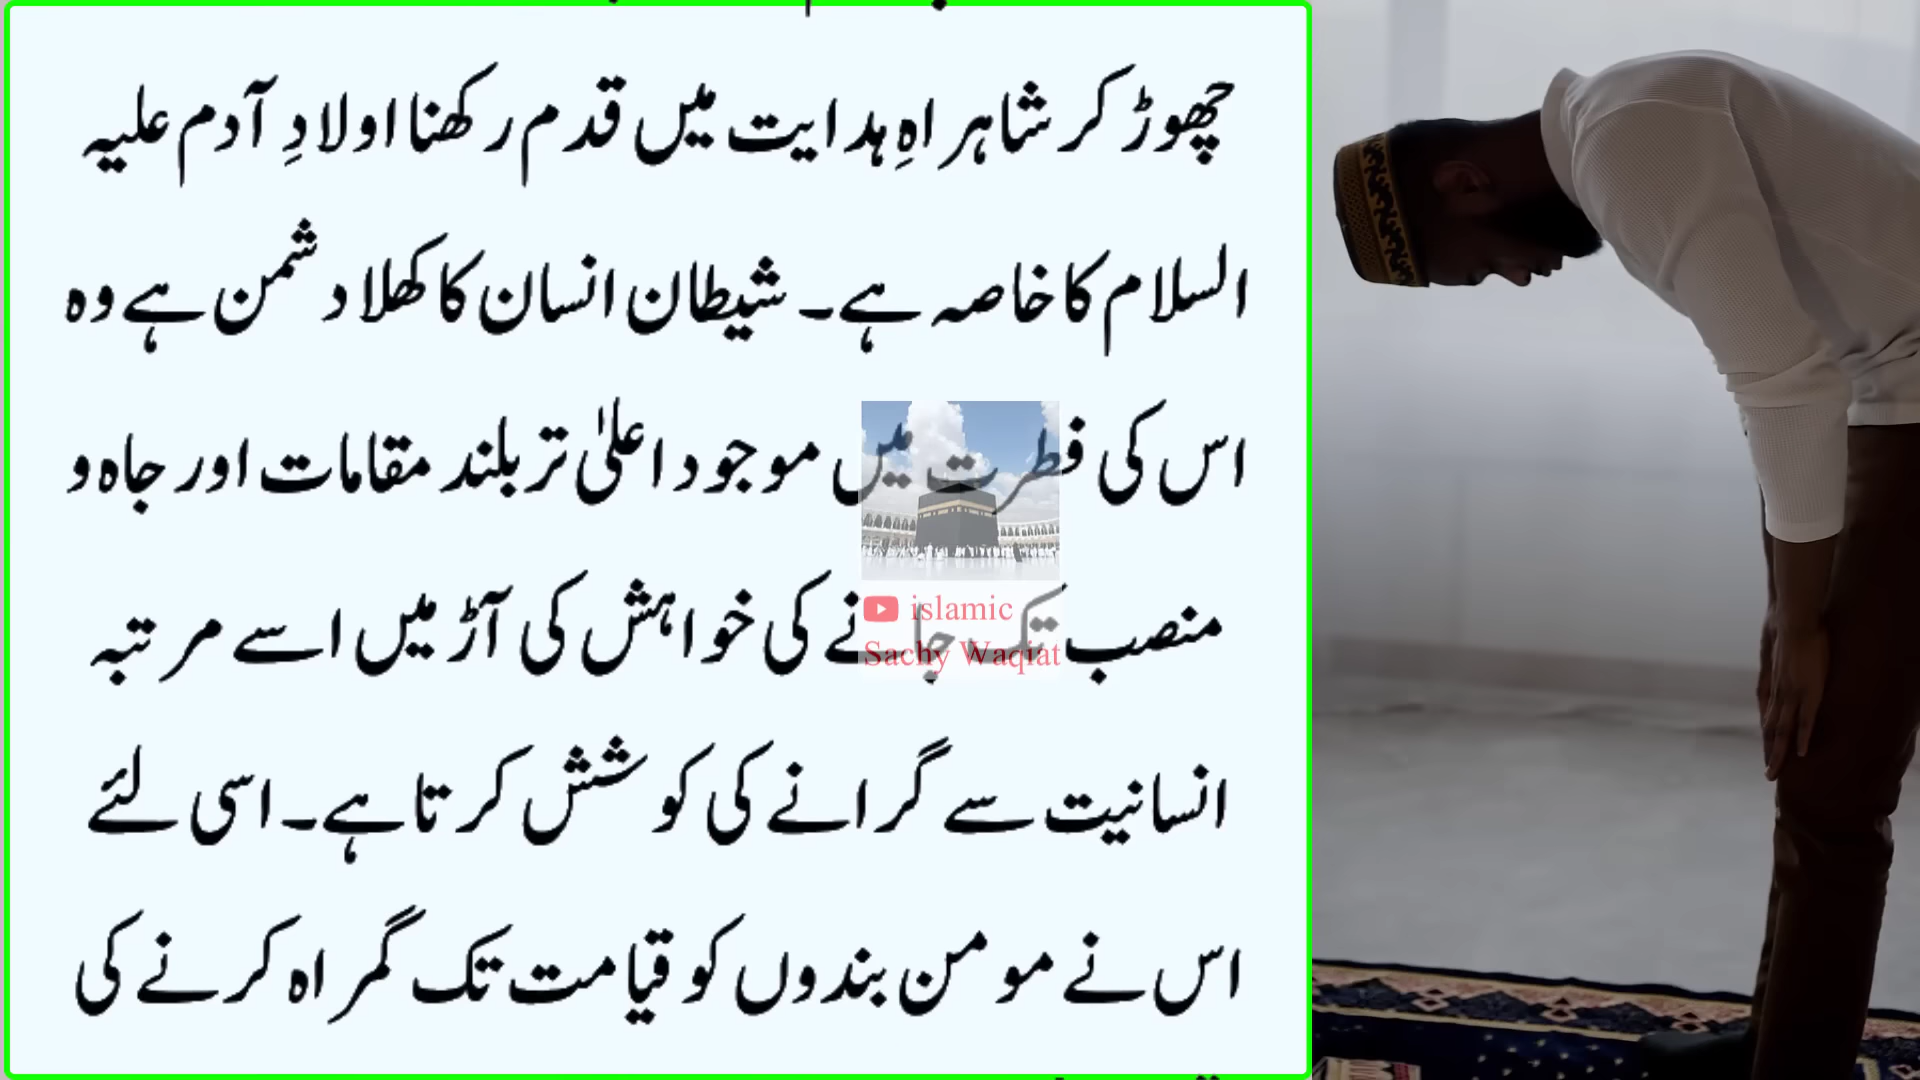 چھوڑ کر شاہراہِ ہدایت میں قدم رکھنا اولادِ آدم علیہ
السلام کا خاصہ ہے۔ شیطان انسان کا کھلا دشمن ہے وہ
اس کی فطرت میں موجود اعلیٰ تر بلند مقامات اور جاہ و
منصب تک جانے کی خواہش کی آڑ میں اسے مرتبہ
انسانیت سے گرانے کی کوشش کرتا ہے۔ اسی لئے
اس نے مومن بندوں کو قیامت تک گمراہ کرنے کی
islamic
Sachy Waqiat